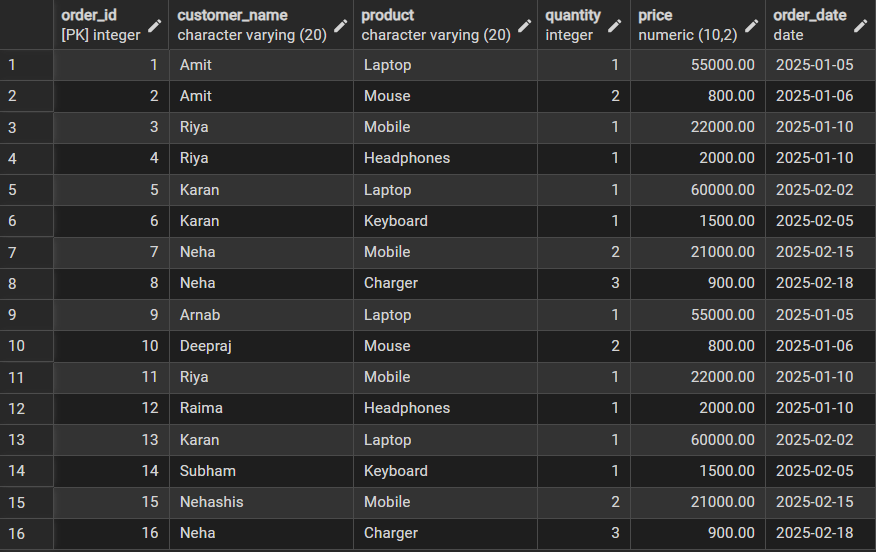 order_id customer_name product quantity price order_date
[PK] integer character varying (20) character varying (20) integer numeric (10,2) date
1 1 Amit Laptop 1 55000.00 2025-01-05
2 2 Amit Mouse 2 800.00 2025-01-06
3 3 Riya Mobile 1 22000.00 2025-01-10
4 4 Riya Headphones 1 2000.00 2025-01-10
5 5 Karan Laptop 1 60000.00 2025-02-02
6 6 Karan Keyboard 1 1500.00 2025-02-05
7 7 Neha Mobile 2 21000.00 2025-02-15
8 8 Neha Charger 3 900.00 2025-02-18
9 9 Arnab Laptop 1 55000.00 2025-01-05
10 10 Deepraj Mouse 2 800.00 2025-01-06
11 11 Riya Mobile 1 22000.00 2025-01-10
12 12 Raima Headphones 1 2000.00 2025-01-10
13 13 Karan Laptop 1 60000.00 2025-02-02
14 14 Subham Keyboard 1 1500.00 2025-02-05
15 15 Nehashis Mobile 2 21000.00 2025-02-15
16 16 Neha Charger 3 900.00 2025-02-18